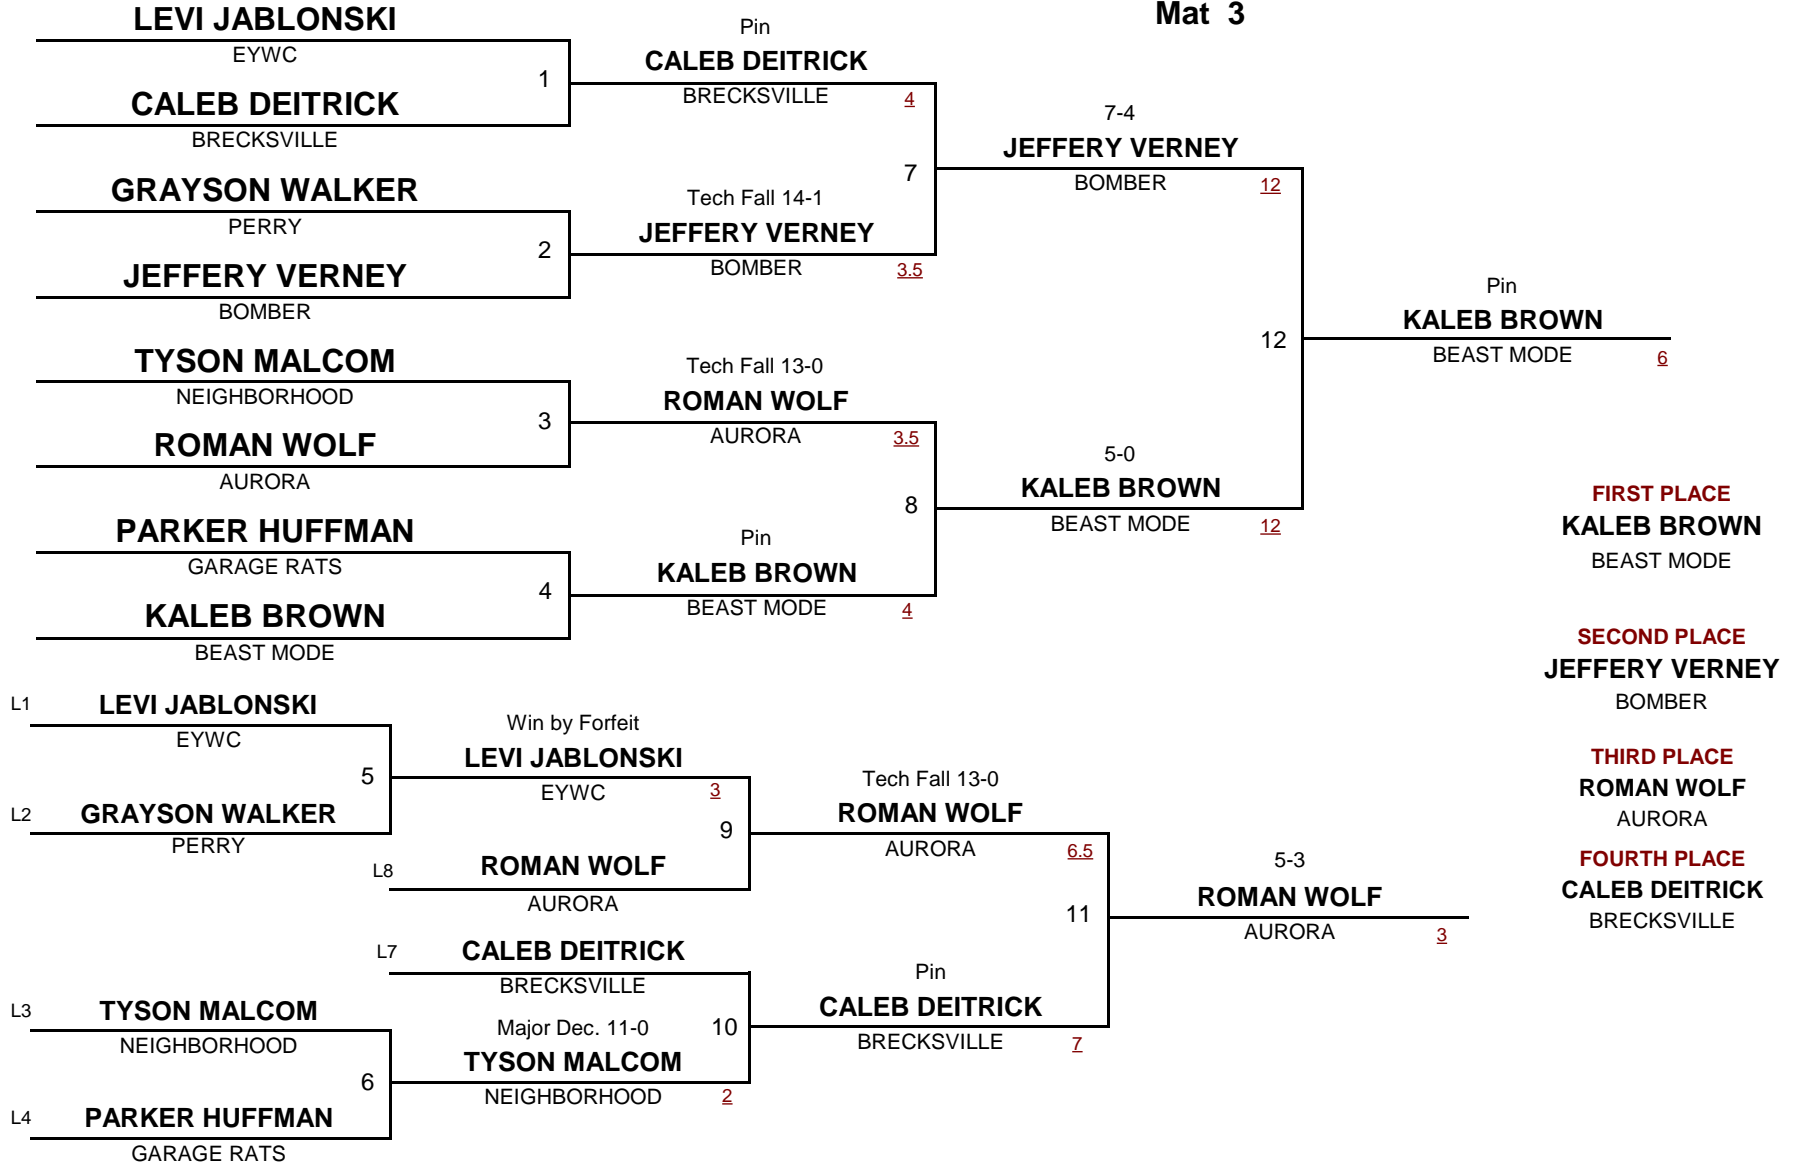 Mat 3
LEVI JABLONSKI
EYWC
1
CALEB DEITRICK
BRECKSVILLE
GRAYSON WALKER
PERRY
2
JEFFERY VERNEY
BOMBER
TYSON MALCOM
NEIGHBORHOOD
3
ROMAN WOLF
AURORA
PARKER HUFFMAN
GARAGE RATS
4
KALEB BROWN
BEAST MODE
Pin
CALEB DEITRICK
BRECKSVILLE 4
7
Tech Fall 14-1
JEFFERY VERNEY
BOMBER 3.5
Tech Fall 13-0
ROMAN WOLF
AURORA 3.5
8
Pin
KALEB BROWN
BEAST MODE 4
7-4
JEFFERY VERNEY
BOMBER 12
12
5-0
KALEB BROWN
BEAST MODE 12
Pin
KALEB BROWN
BEAST MODE 6
FIRST PLACE
KALEB BROWN
BEAST MODE
SECOND PLACE
JEFFERY VERNEY
BOMBER
THIRD PLACE
ROMAN WOLF
AURORA
FOURTH PLACE
CALEB DEITRICK
BRECKSVILLE
L1 LEVI JABLONSKI
EYWC
5
L2 GRAYSON WALKER
PERRY
L3 TYSON MALCOM
NEIGHBORHOOD
6
L4 PARKER HUFFMAN
GARAGE RATS
Win by Forfeit
LEVI JABLONSKI
EYWC 3
9
L8 ROMAN WOLF
AURORA
L7 CALEB DEITRICK
BRECKSVILLE
Major Dec. 11-0 10
TYSON MALCOM
NEIGHBORHOOD 2
Tech Fall 13-0
ROMAN WOLF
AURORA 6.5
11
Pin
CALEB DEITRICK
BRECKSVILLE 7
5-3
ROMAN WOLF
AURORA 3